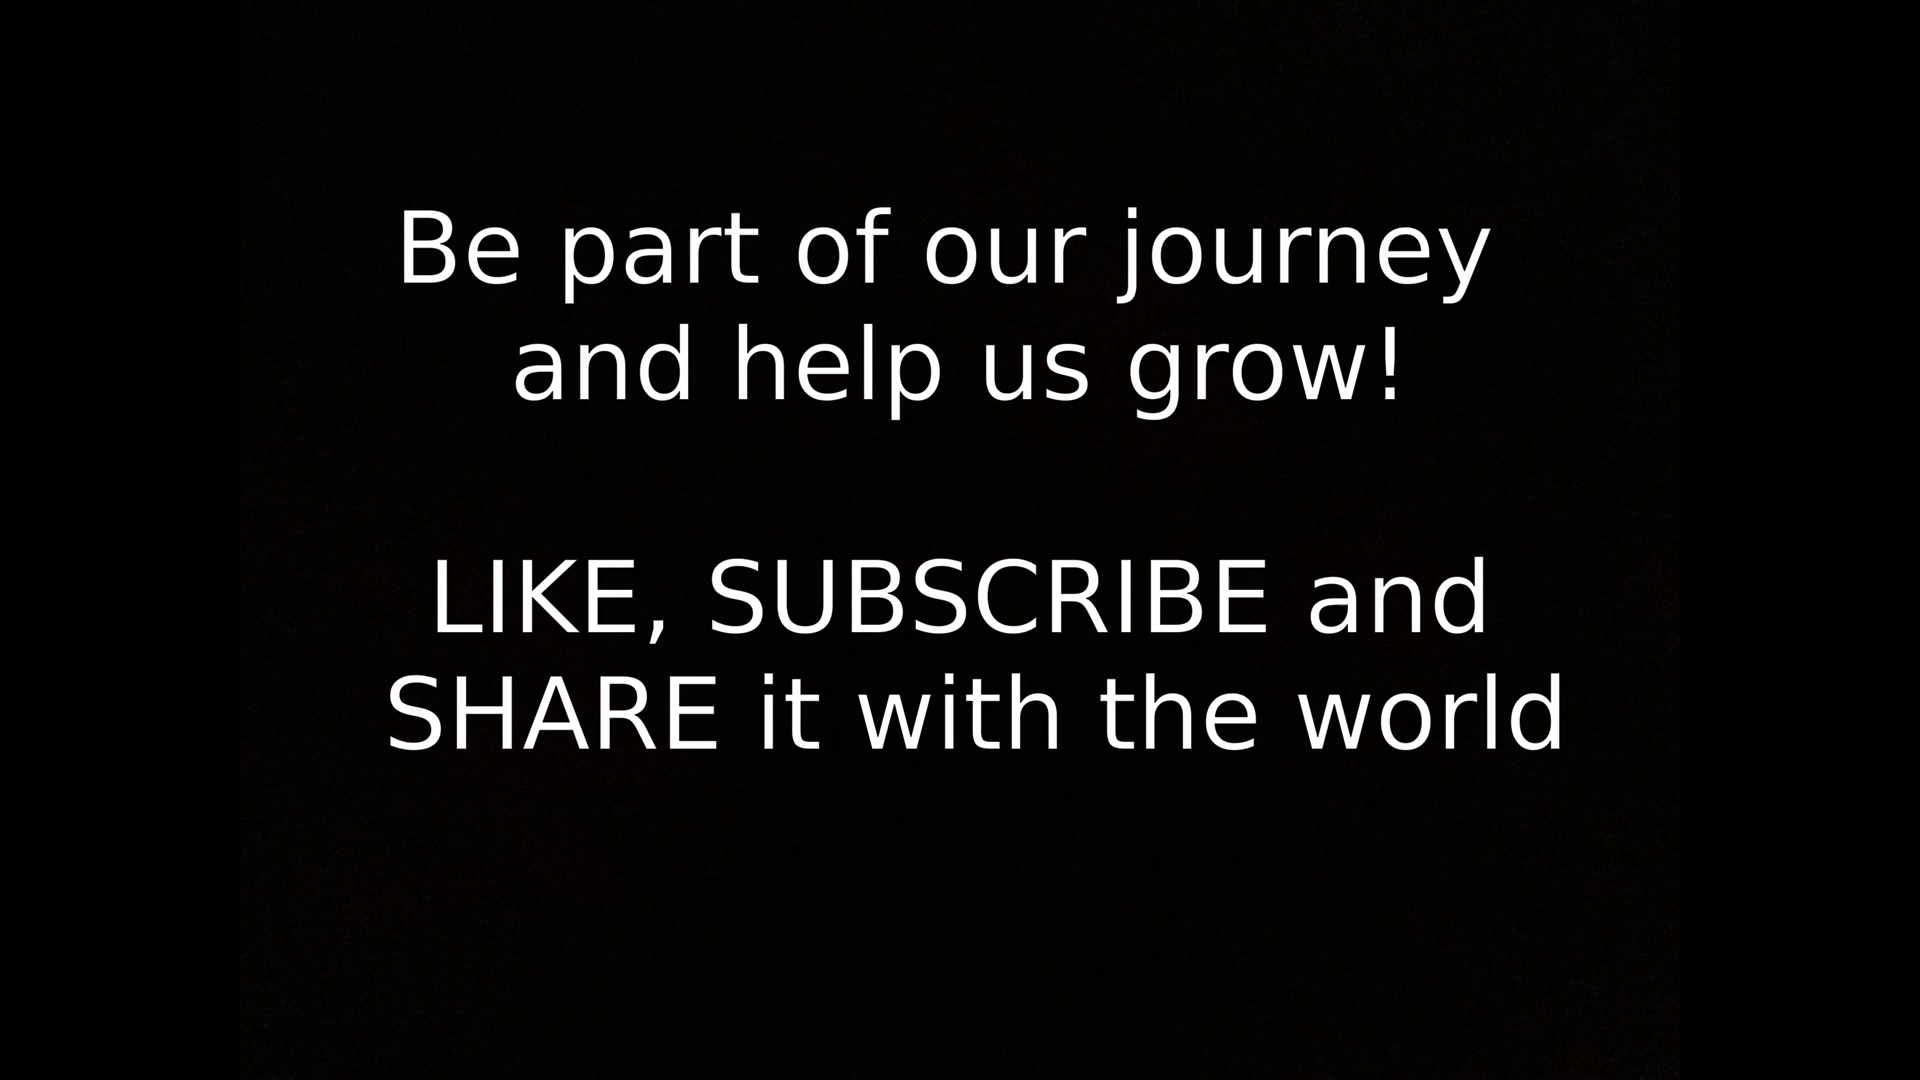 Be part of our journey
and help us grow!
LIKE, SUBSCRIBE and
SHARE it with the world